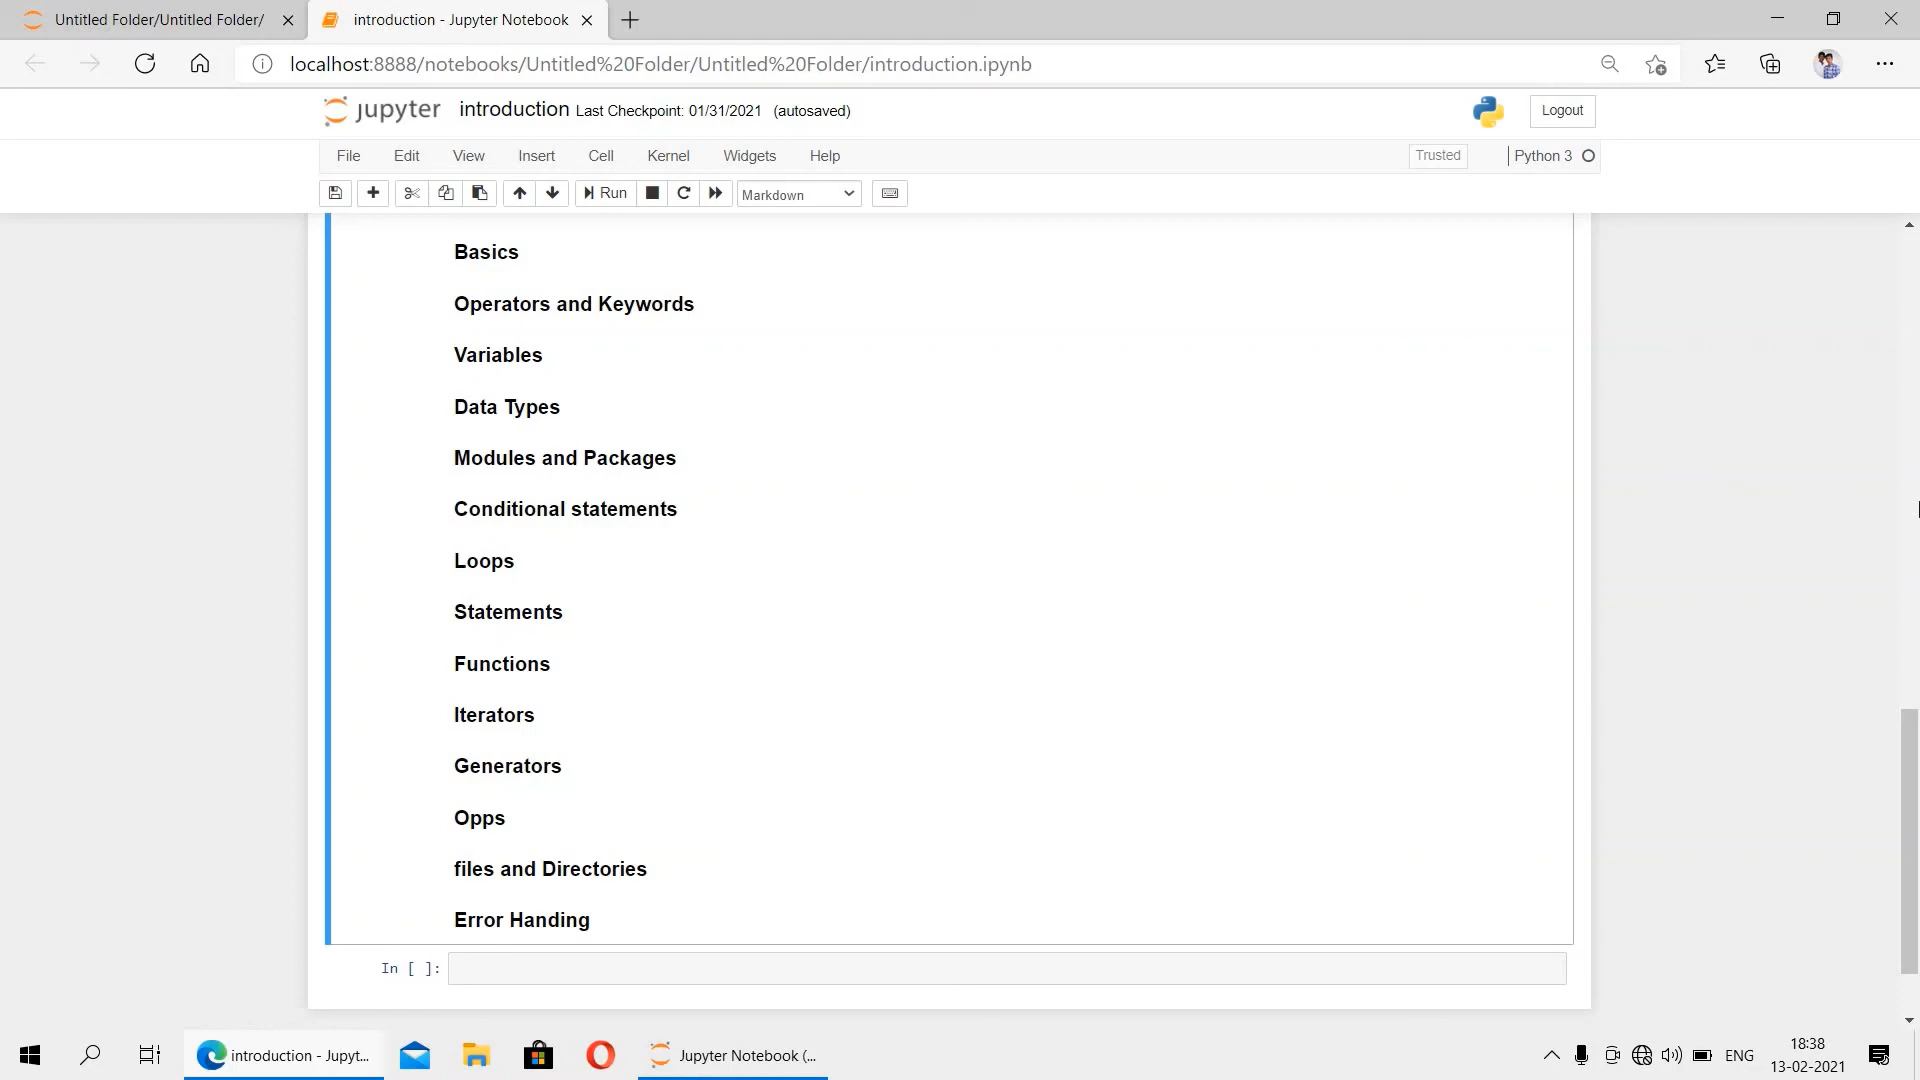 Untitled Folder/Untitled Folder/
introduction - Jupyter Notebook
localhost:8888/notebooks/Untitled%20Folder/Untitled%20Folder/introduction.ipynb
jupyter introduction Last Checkpoint: 01/31/2021 (autosaved)
Logout
File Edit View Insert Cell Kernel Widgets Help
Trusted
Python 3
Run
Markdown
Basics
Operators and Keywords
Variables
Data Types
Modules and Packages
Conditional statements
Loops
Statements
Functions
Iterators
Generators
Opps
files and Directories
Error Handing
In [ ]:
introduction - Jupyt...
Jupyter Notebook (...
ENG
18:38
13-02-2021